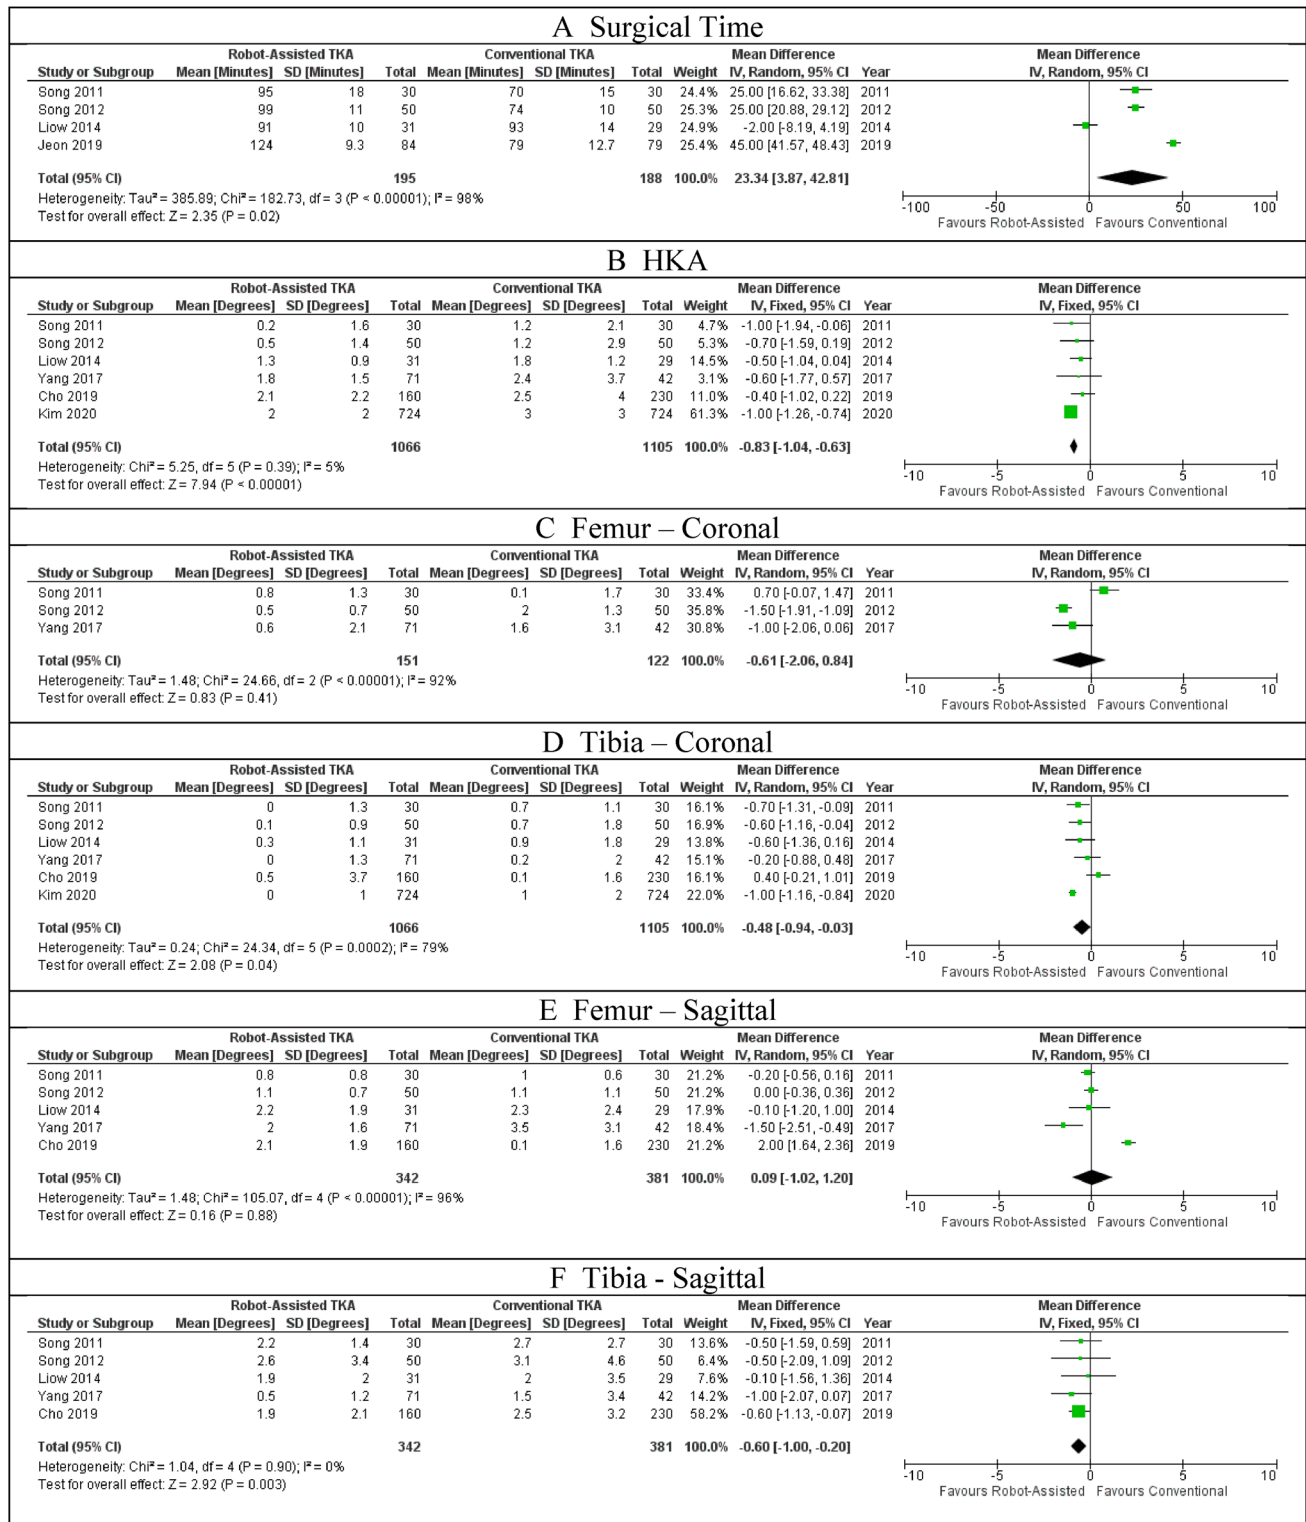 A Surgical Time
Robot-Assisted TKA Conventional TKA Mean Difference Mean Difference
Study or Subgroup Mean [Minutes] SD [Minutes] Total Mean [Minutes] SD [Minutes] Total Weight IV, Random, 95% CI Year IV, Random, 95% CI
Song 2011 95 18 30 70 15 30 24.4% 25.00 [16.62, 33.38] 2011
Song 2012 99 11 50 74 10 50 25.3% 25.00 [20.88, 29.12] 2012
Liow 2014 91 10 31 93 14 29 24.9% -2.00 [-8.19, 4.19] 2014
Jeon 2019 124 9.3 84 79 12.7 79 25.4% 45.00 [41.57, 48.43] 2019
Total (95% CI) 195 188 100.0% 23.34 [3.87, 42.81]
Heterogeneity: Tau² = 385.89; Chi² = 182.73, df = 3 (P < 0.00001); I² = 98%
Test for overall effect: Z = 2.35 (P = 0.02)
-100 -50 0 50 100
Favours Robot-Assisted Favours Conventional
B HKA
Robot-Assisted TKA Conventional TKA Mean Difference Mean Difference
Study or Subgroup Mean [Degrees] SD [Degrees] Total Mean [Degrees] SD [Degrees] Total Weight IV, Fixed, 95% CI Year IV, Fixed, 95% CI
Song 2011 0.2 1.6 30 1.2 2.1 30 4.7% -1.00 [-1.94, -0.06] 2011
Song 2012 0.5 1.4 50 1.2 2.9 50 5.3% -0.70 [-1.59, 0.19] 2012
Liow 2014 1.3 0.9 31 1.8 1.2 29 14.5% -0.50 [-1.04, 0.04] 2014
Yang 2017 1.8 1.5 71 2.4 3.7 42 3.1% -0.60 [-1.77, 0.57] 2017
Cho 2019 2.1 2.2 160 2.5 4 230 11.0% -0.40 [-1.02, 0.22] 2019
Kim 2020 2 2 724 3 3 724 61.3% -1.00 [-1.26, -0.74] 2020
Total (95% CI) 1066 1105 100.0% -0.83 [-1.04, -0.63]
Heterogeneity: Chi² = 5.25, df = 5 (P = 0.39); I² = 5%
Test for overall effect: Z = 7.94 (P < 0.00001)
-10 -5 0 5 10
Favours Robot-Assisted Favours Conventional
C Femur – Coronal
Robot-Assisted TKA Conventional TKA Mean Difference Mean Difference
Study or Subgroup Mean [Degrees] SD [Degrees] Total Mean [Degrees] SD [Degrees] Total Weight IV, Random, 95% CI Year IV, Random, 95% CI
Song 2011 0.8 1.3 30 0.1 1.7 30 33.4% 0.70 [-0.07, 1.47] 2011
Song 2012 0.5 0.7 50 2 1.3 50 35.8% -1.50 [-1.91, -1.09] 2012
Yang 2017 0.6 2.1 71 1.6 3.1 42 30.8% -1.00 [-2.06, 0.06] 2017
Total (95% CI) 151 122 100.0% -0.61 [-2.06, 0.84]
Heterogeneity: Tau² = 1.48; Chi² = 24.66, df = 2 (P < 0.00001); I² = 92%
Test for overall effect: Z = 0.83 (P = 0.41)
-10 -5 0 5 10
Favours Robot-Assisted Favours Conventional
D Tibia – Coronal
Robot-Assisted TKA Conventional TKA Mean Difference Mean Difference
Study or Subgroup Mean [Degrees] SD [Degrees] Total Mean [Degrees] SD [Degrees] Total Weight IV, Random, 95% CI Year IV, Random, 95% CI
Song 2011 0 1.3 30 0.7 1.1 30 16.1% -0.70 [-1.31, -0.09] 2011
Song 2012 0.1 0.9 50 0.7 1.8 50 16.9% -0.60 [-1.16, -0.04] 2012
Liow 2014 0.3 1.1 31 0.9 1.8 29 13.8% -0.60 [-1.36, 0.16] 2014
Yang 2017 0 1.3 71 0.2 2 42 15.1% -0.20 [-0.88, 0.48] 2017
Cho 2019 0.5 3.7 160 0.1 1.6 230 16.1% 0.40 [-0.21, 1.01] 2019
Kim 2020 0 1 724 1 2 724 22.0% -1.00 [-1.16, -0.84] 2020
Total (95% CI) 1066 1105 100.0% -0.48 [-0.94, -0.03]
Heterogeneity: Tau² = 0.24; Chi² = 24.34, df = 5 (P = 0.0002); I² = 79%
Test for overall effect: Z = 2.08 (P = 0.04)
-10 -5 0 5 10
Favours Robot-Assisted Favours Conventional
E Femur – Sagittal
Robot-Assisted TKA Conventional TKA Mean Difference Mean Difference
Study or Subgroup Mean [Degrees] SD [Degrees] Total Mean [Degrees] SD [Degrees] Total Weight IV, Random, 95% CI Year IV, Random, 95% CI
Song 2011 0.8 0.8 30 1 0.6 30 21.2% -0.20 [-0.56, 0.16] 2011
Song 2012 1.1 0.7 50 1.1 1.1 50 21.2% 0.00 [-0.36, 0.36] 2012
Liow 2014 2.2 1.9 31 2.3 2.4 29 17.9% -0.10 [-1.20, 1.00] 2014
Yang 2017 2 1.6 71 3.5 3.1 42 18.4% -1.50 [-2.51, -0.49] 2017
Cho 2019 2.1 1.9 160 0.1 1.6 230 21.2% 2.00 [1.64, 2.36] 2019
Total (95% CI) 342 381 100.0% 0.09 [-1.02, 1.20]
Heterogeneity: Tau² = 1.48; Chi² = 105.07, df = 4 (P < 0.00001); I² = 96%
Test for overall effect: Z = 0.16 (P = 0.88)
-10 -5 0 5 10
Favours Robot-Assisted Favours Conventional
F Tibia - Sagittal
Robot-Assisted TKA Conventional TKA Mean Difference Mean Difference
Study or Subgroup Mean [Degrees] SD [Degrees] Total Mean [Degrees] SD [Degrees] Total Weight IV, Fixed, 95% CI Year IV, Fixed, 95% CI
Song 2011 2.2 1.4 30 2.7 2.7 30 13.6% -0.50 [-1.59, 0.59] 2011
Song 2012 2.6 3.4 50 3.1 4.6 50 6.4% -0.50 [-2.09, 1.09] 2012
Liow 2014 1.9 2 31 2 3.5 29 7.6% -0.10 [-1.56, 1.36] 2014
Yang 2017 0.5 1.2 71 1.5 3.4 42 14.2% -1.00 [-2.07, 0.07] 2017
Cho 2019 1.9 2.1 160 2.5 3.2 230 58.2% -0.60 [-1.13, -0.07] 2019
Total (95% CI) 342 381 100.0% -0.60 [-1.00, -0.20]
Heterogeneity: Chi² = 1.04, df = 4 (P = 0.90); I² = 0%
Test for overall effect: Z = 2.92 (P = 0.003)
-10 -5 0 5 10
Favours Robot-Assisted Favours Conventional